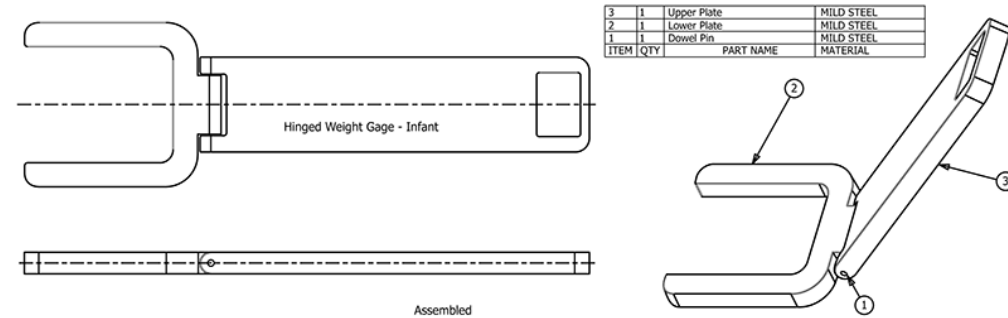 3 1 Upper Plate MILD STEEL
2 1 Lower Plate MILD STEEL
1 1 Dowel Pin MILD STEEL
ITEM QTY PART NAME MATERIAL
2
Hinged Weight Gage - Infant
3
1
Assembled